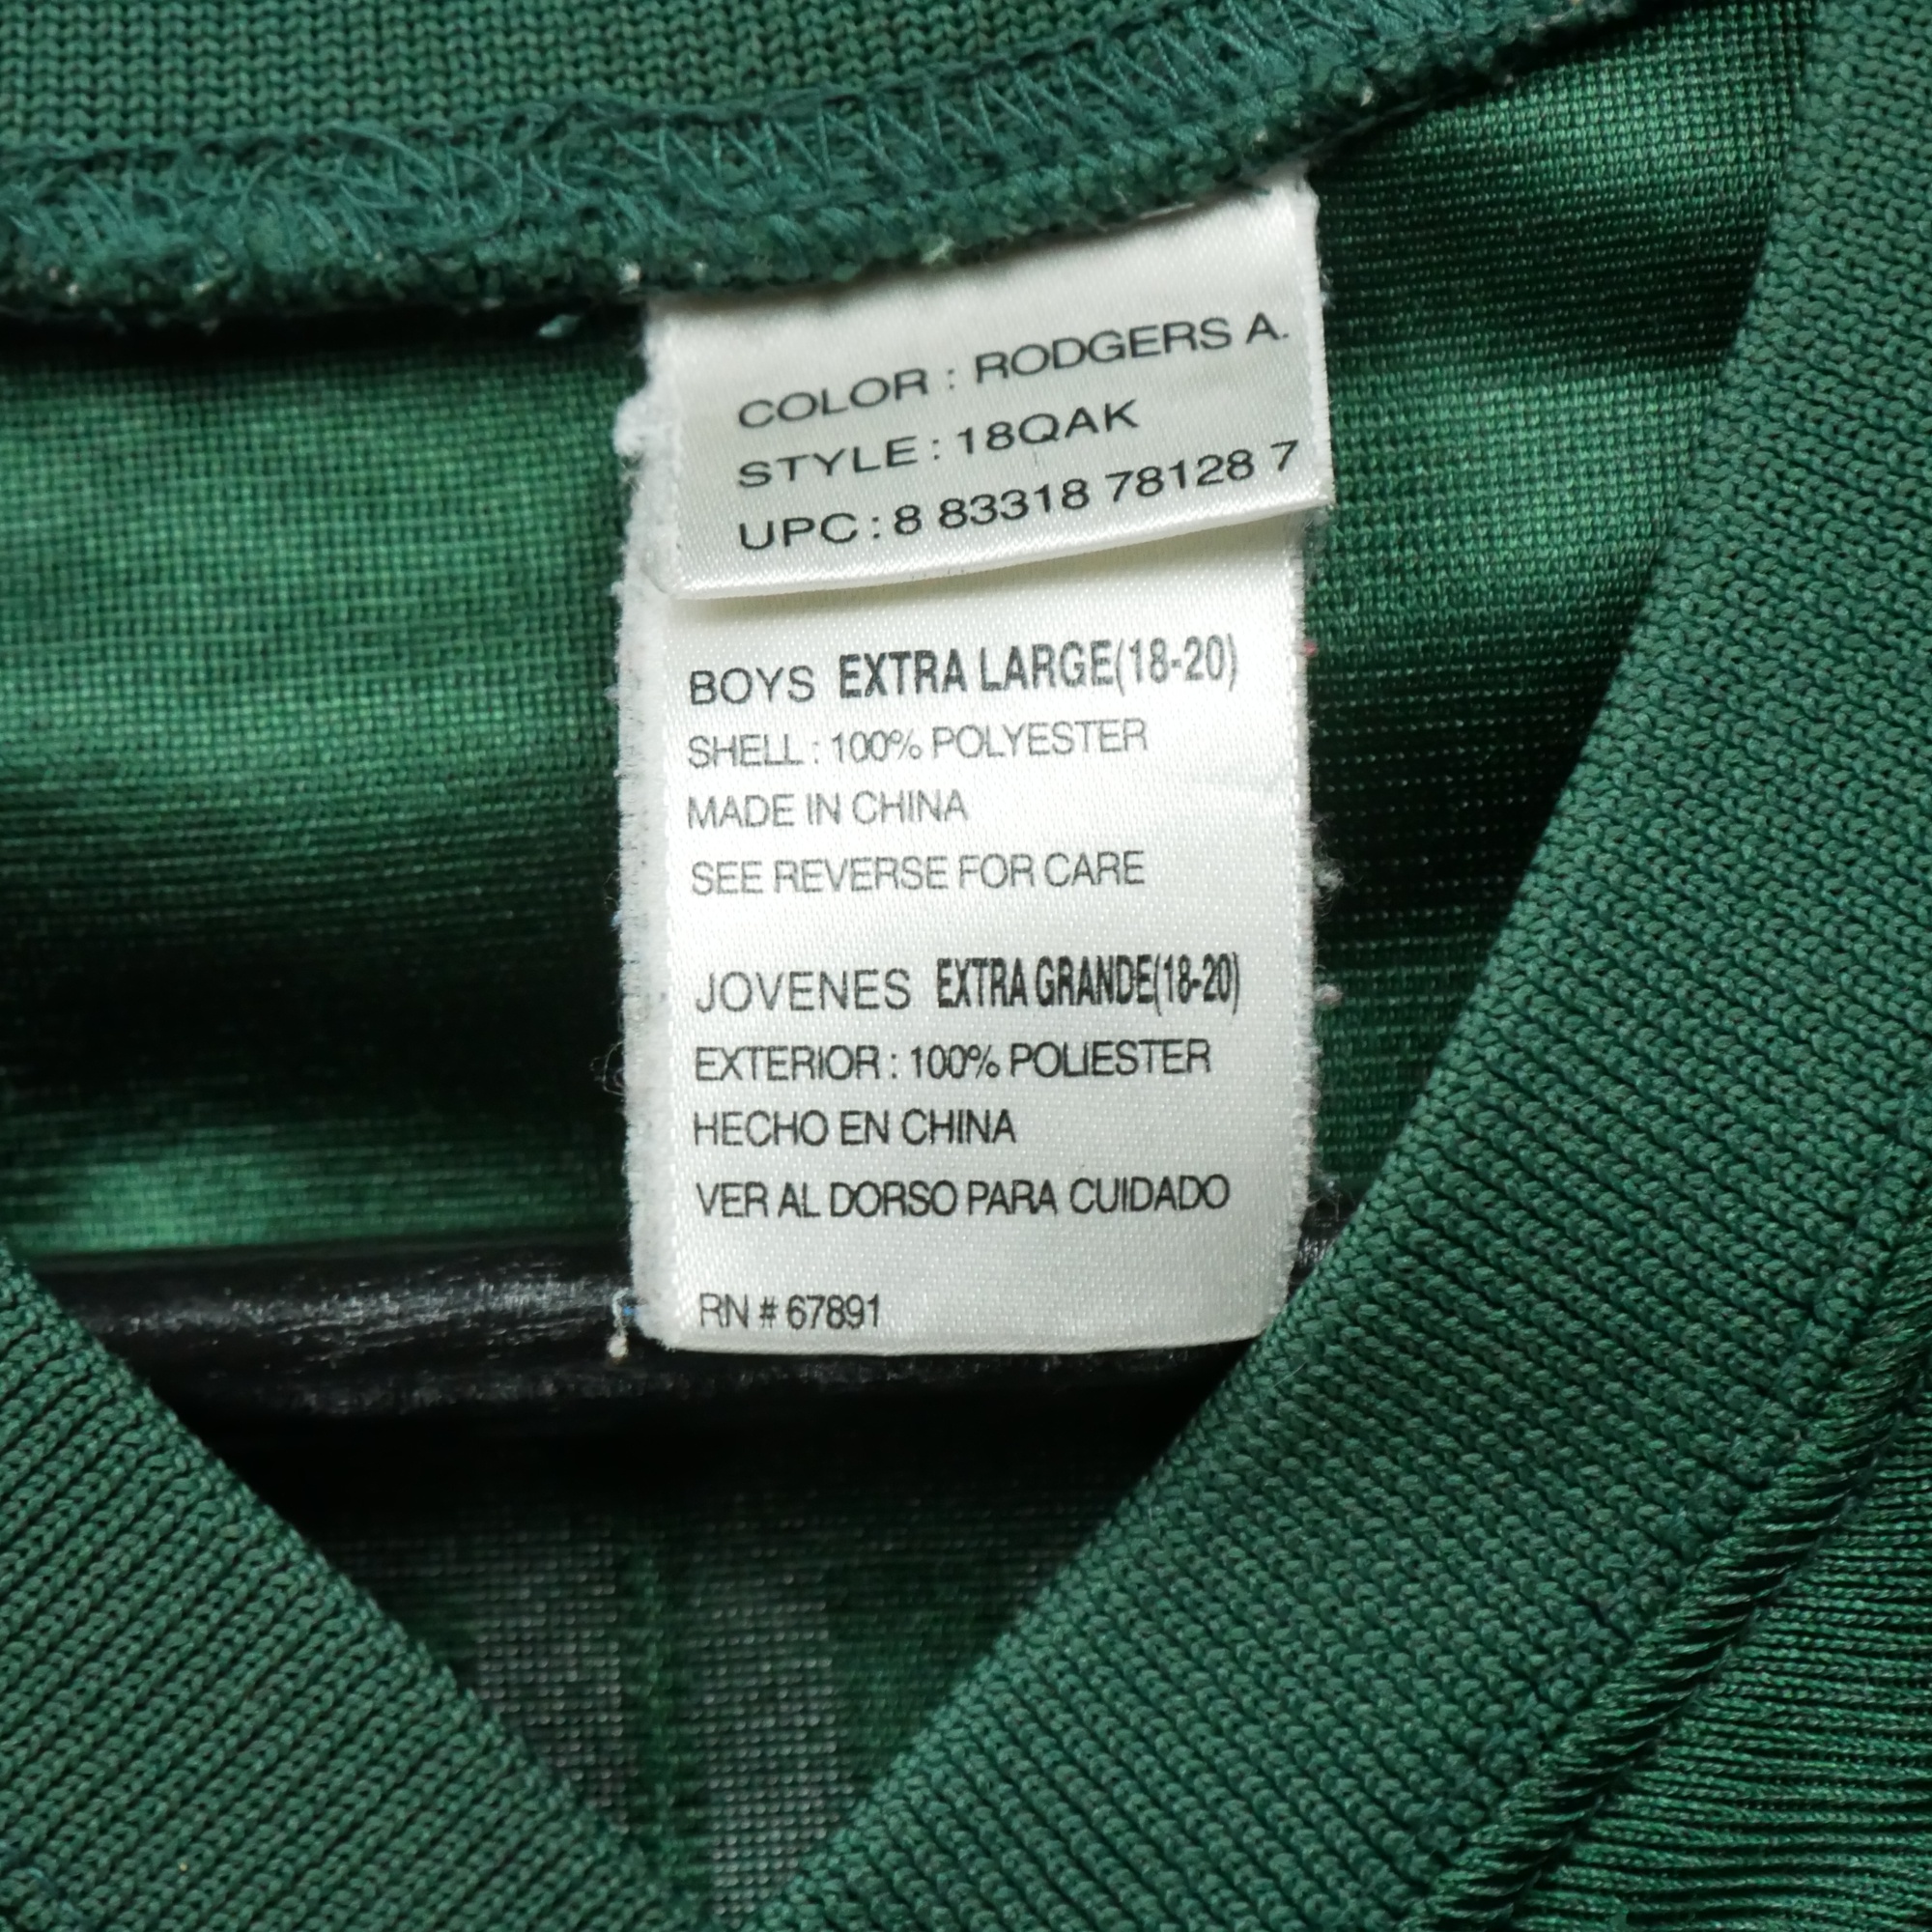 COLOR : RODGERS A.
STYLE : 18QAK
UPC : 8 83318 78128 7
BOYS EXTRA LARGE(18-20)
SHELL : 100% POLYESTER
MADE IN CHINA
SEE REVERSE FOR CARE
JOVENES EXTRA GRANDE(18-20)
EXTERIOR : 100% POLIESTER
HECHO EN CHINA
VER AL DORSO PARA CUIDADO
RN # 67891